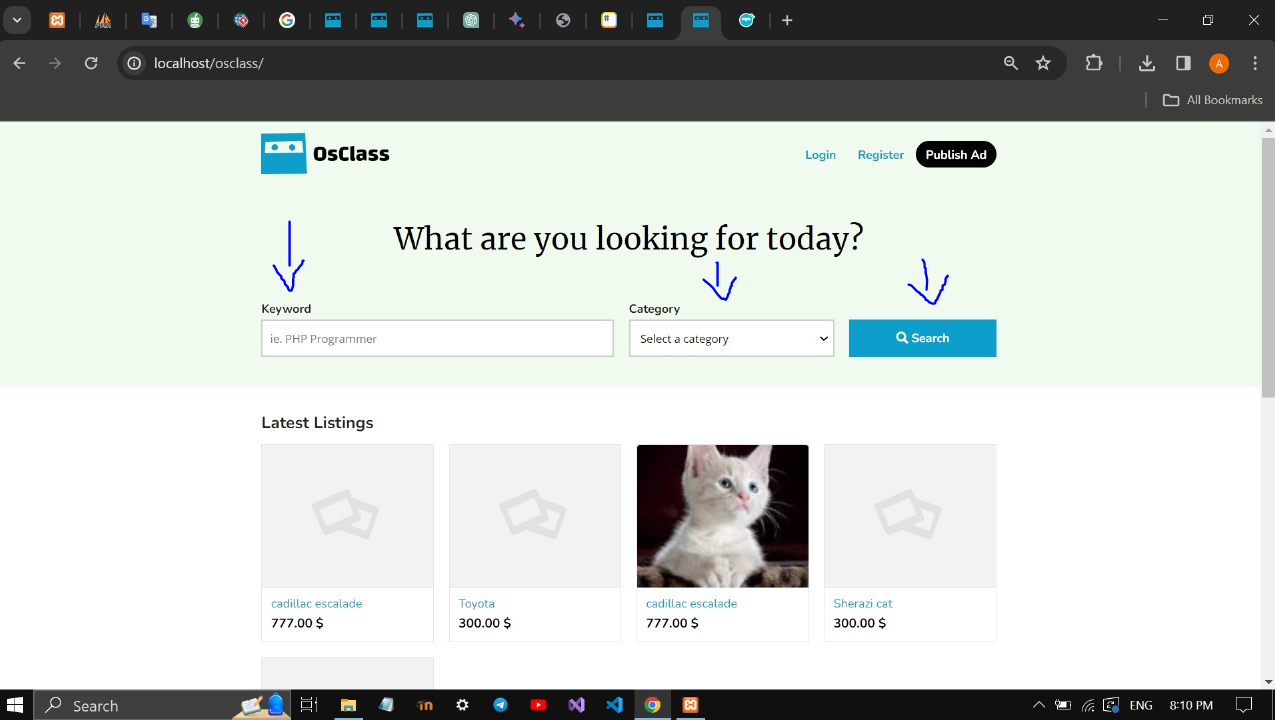 localhost/osclass/
A
All Bookmarks
OsClass
Login
Register
Publish Ad
What are you looking for today?
Keyword
Category
ie. PHP Programmer
Select a category
Search
Latest Listings
cadillac escalade
777.00 $
Toyota
300.00 $
cadillac escalade
777.00 $
Sherazi cat
300.00 $
Search
ENG
8:10 PM